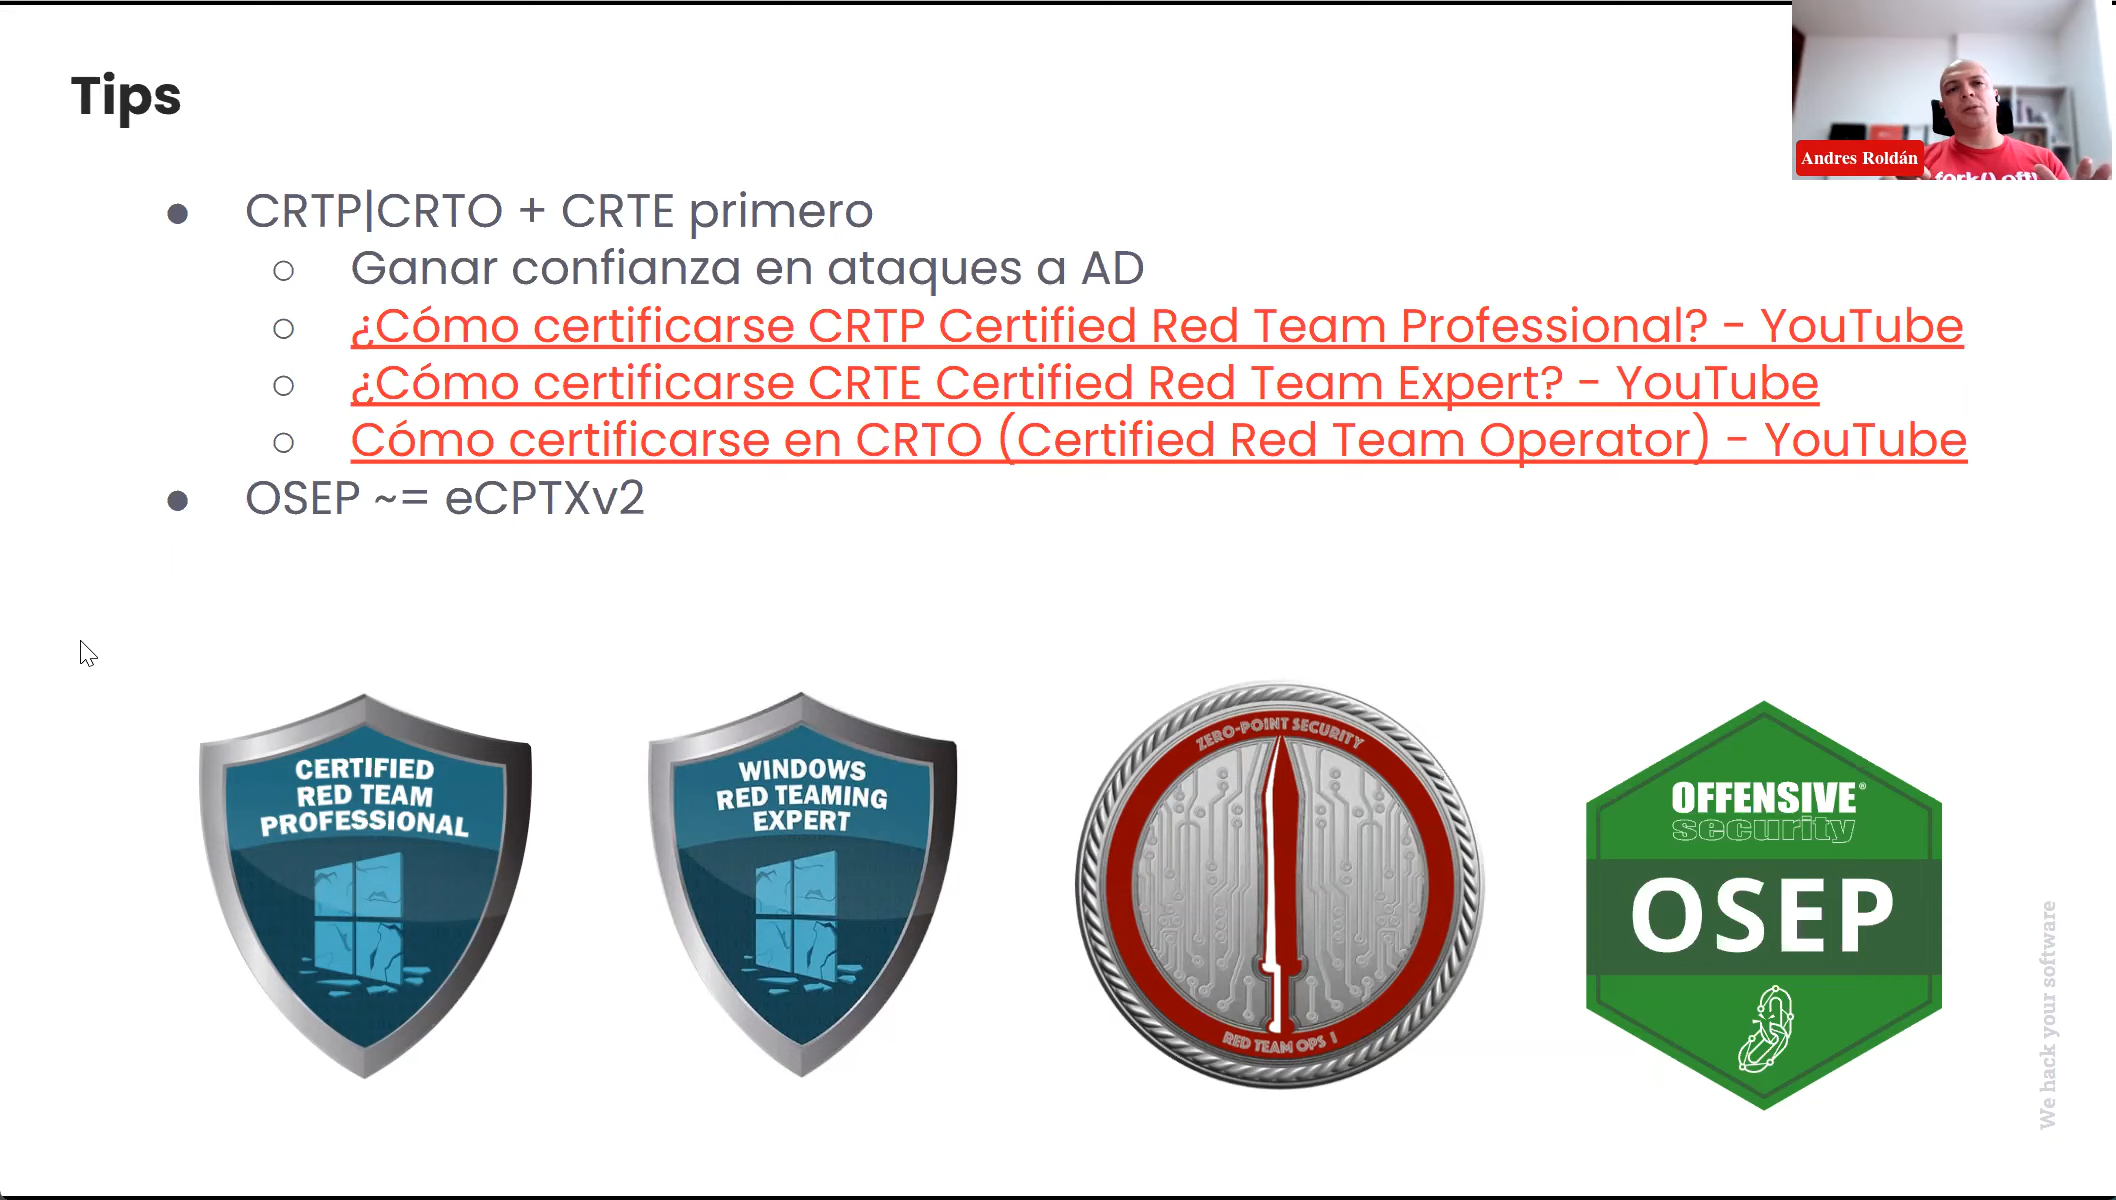 Tips
Andres Roldán
fork() off!
CRTP|CRTO + CRTE primero
Ganar confianza en ataques a AD
¿Cómo certificarse CRTP Certified Red Team Professional? - YouTube
¿Cómo certificarse CRTE Certified Red Team Expert? - YouTube
Cómo certificarse en CRTO (Certified Red Team Operator) - YouTube
OSEP ~= eCPTXv2
CERTIFIED
RED TEAM
PROFESSIONAL
WINDOWS
RED TEAMING
EXPERT
ZERO-POINT SECURITY
RED TEAM OPS I
OFFENSIVE®
security
OSEP
We hack your software